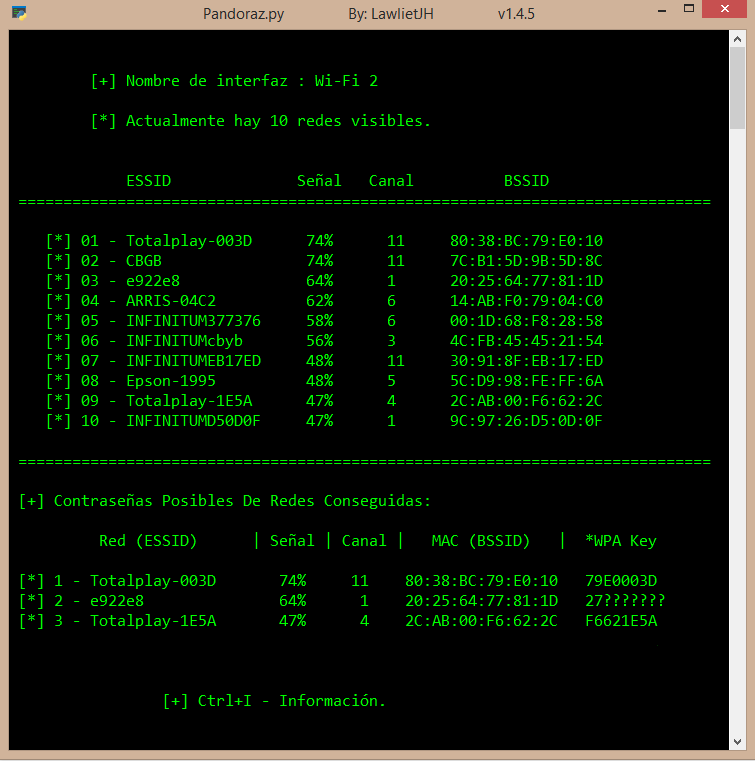 Pandoraz.py By: LawlietJH v1.4.5
[+] Nombre de interfaz : Wi-Fi 2
[*] Actualmente hay 10 redes visibles.
ESSID Señal Canal BSSID
=============================================================================
[*] 01 - Totalplay-003D 74% 11 80:38:BC:79:E0:10
[*] 02 - CBGB 74% 11 7C:B1:5D:9B:5D:8C
[*] 03 - e922e8 64% 1 20:25:64:77:81:1D
[*] 04 - ARRIS-04C2 62% 6 14:AB:F0:79:04:C0
[*] 05 - INFINITUM377376 58% 6 00:1D:68:F8:28:58
[*] 06 - INFINITUMcbyb 56% 3 4C:FB:45:45:21:54
[*] 07 - INFINITUMEB17ED 48% 11 30:91:8F:EB:17:ED
[*] 08 - Epson-1995 48% 5 5C:D9:98:FE:FF:6A
[*] 09 - Totalplay-1E5A 47% 4 2C:AB:00:F6:62:2C
[*] 10 - INFINITUMD50D0F 47% 1 9C:97:26:D5:0D:0F
=============================================================================
[+] Contraseñas Posibles De Redes Conseguidas:
Red (ESSID) | Señal | Canal | MAC (BSSID) | *WPA Key
[*] 1 - Totalplay-003D 74% 11 80:38:BC:79:E0:10 79E0003D
[*] 2 - e922e8 64% 1 20:25:64:77:81:1D 27???????
[*] 3 - Totalplay-1E5A 47% 4 2C:AB:00:F6:62:2C F6621E5A
[+] Ctrl+I - Información.